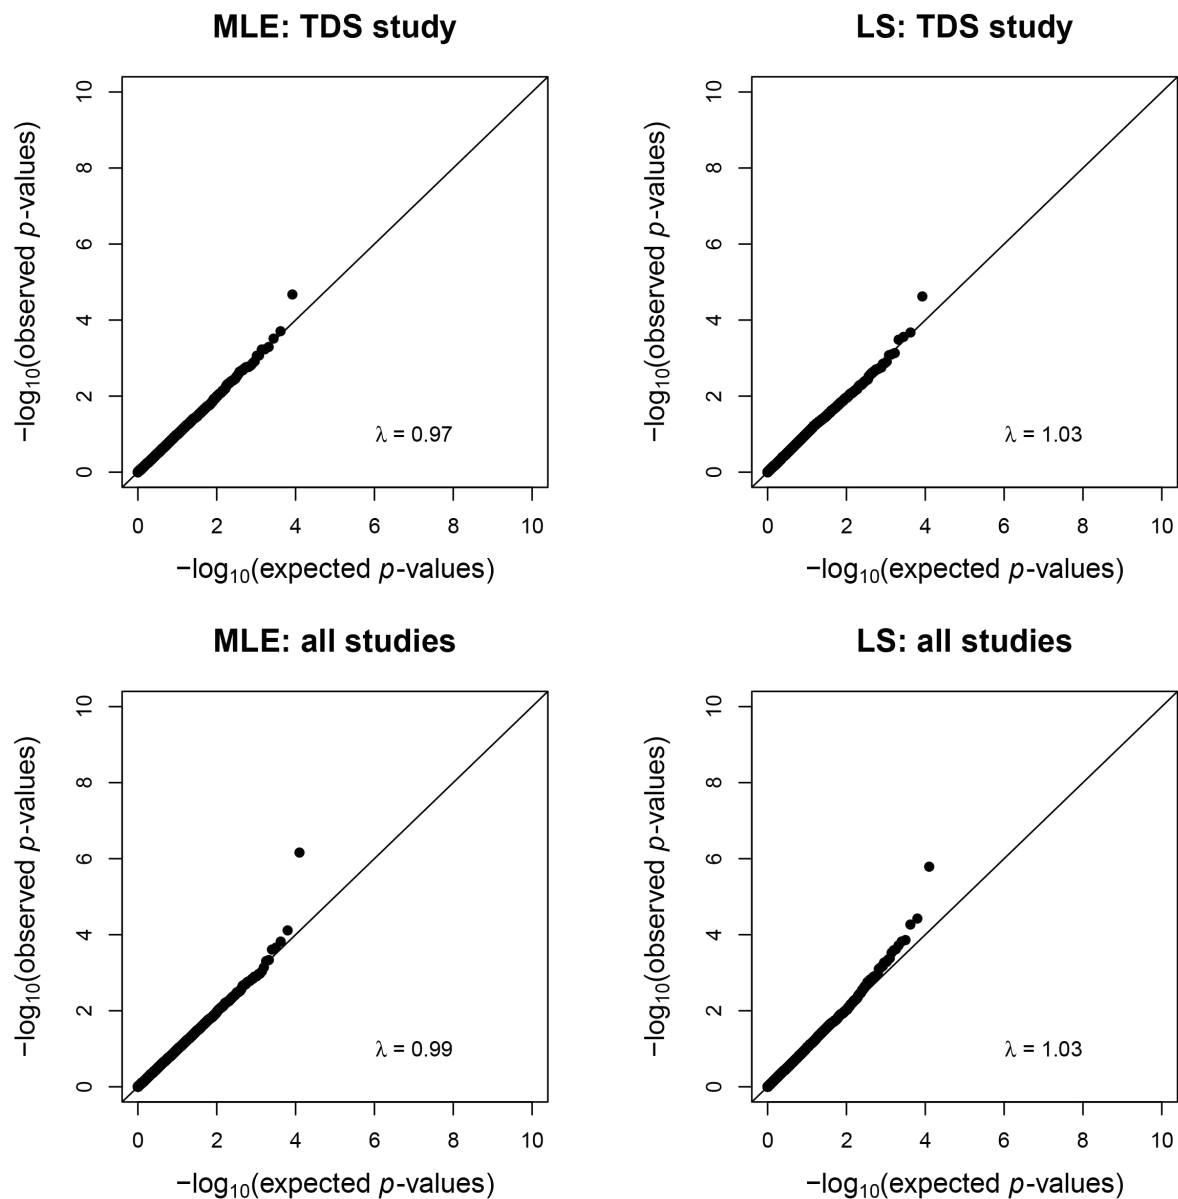 MLE: TDS study
−log₁₀(observed p-values)
10
8
6
4
2
0
λ = 0.97
0 2 4 6 8 10
−log₁₀(expected p-values)
LS: TDS study
−log₁₀(observed p-values)
10
8
6
4
2
0
λ = 1.03
0 2 4 6 8 10
−log₁₀(expected p-values)
MLE: all studies
−log₁₀(observed p-values)
10
8
6
4
2
0
λ = 0.99
0 2 4 6 8 10
−log₁₀(expected p-values)
LS: all studies
−log₁₀(observed p-values)
10
8
6
4
2
0
λ = 1.03
0 2 4 6 8 10
−log₁₀(expected p-values)